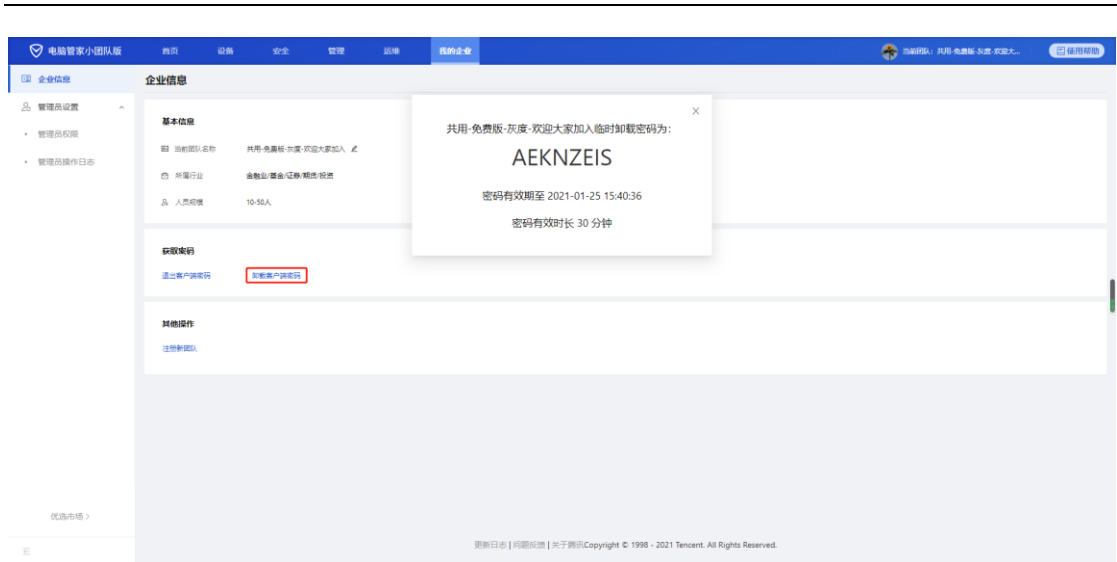 电脑管家小团队版 首页 设备 安全 管理 运维 我的企业 当前团队：共用-免费版-灰度-欢迎大... 使用帮助
企业信息
管理员设置
管理员权限
管理员操作日志
优选市场 >
企业信息
基本信息
当前团队名称 共用-免费版-灰度-欢迎大家加入
所属行业 金融业/基金/证券/期货/投资
人员规模 10-50人
获取密码
退出客户端密码 卸载客户端密码
其他操作
注册新团队
共用-免费版-灰度-欢迎大家加入临时卸载密码为：
AEKNZEIS
密码有效期至 2021-01-25 15:40:36
密码有效时长 30 分钟
更新日志 | 问题反馈 | 关于腾讯Copyright © 1998 - 2021 Tencent. All Rights Reserved.